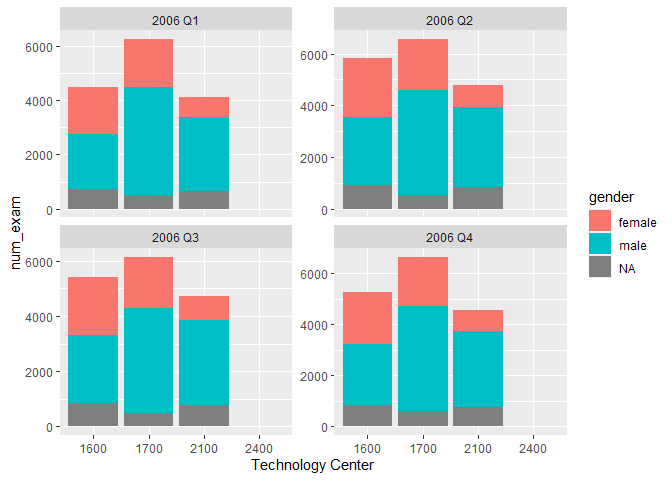 2006 Q1
2006 Q2
6000
4000
2000
0
6000
4000
2000
0
2006 Q3
2006 Q4
6000
4000
2000
0
6000
4000
2000
0
1600 1700 2100 2400
1600 1700 2100 2400
Technology Center
num_exam
gender
female
male
NA